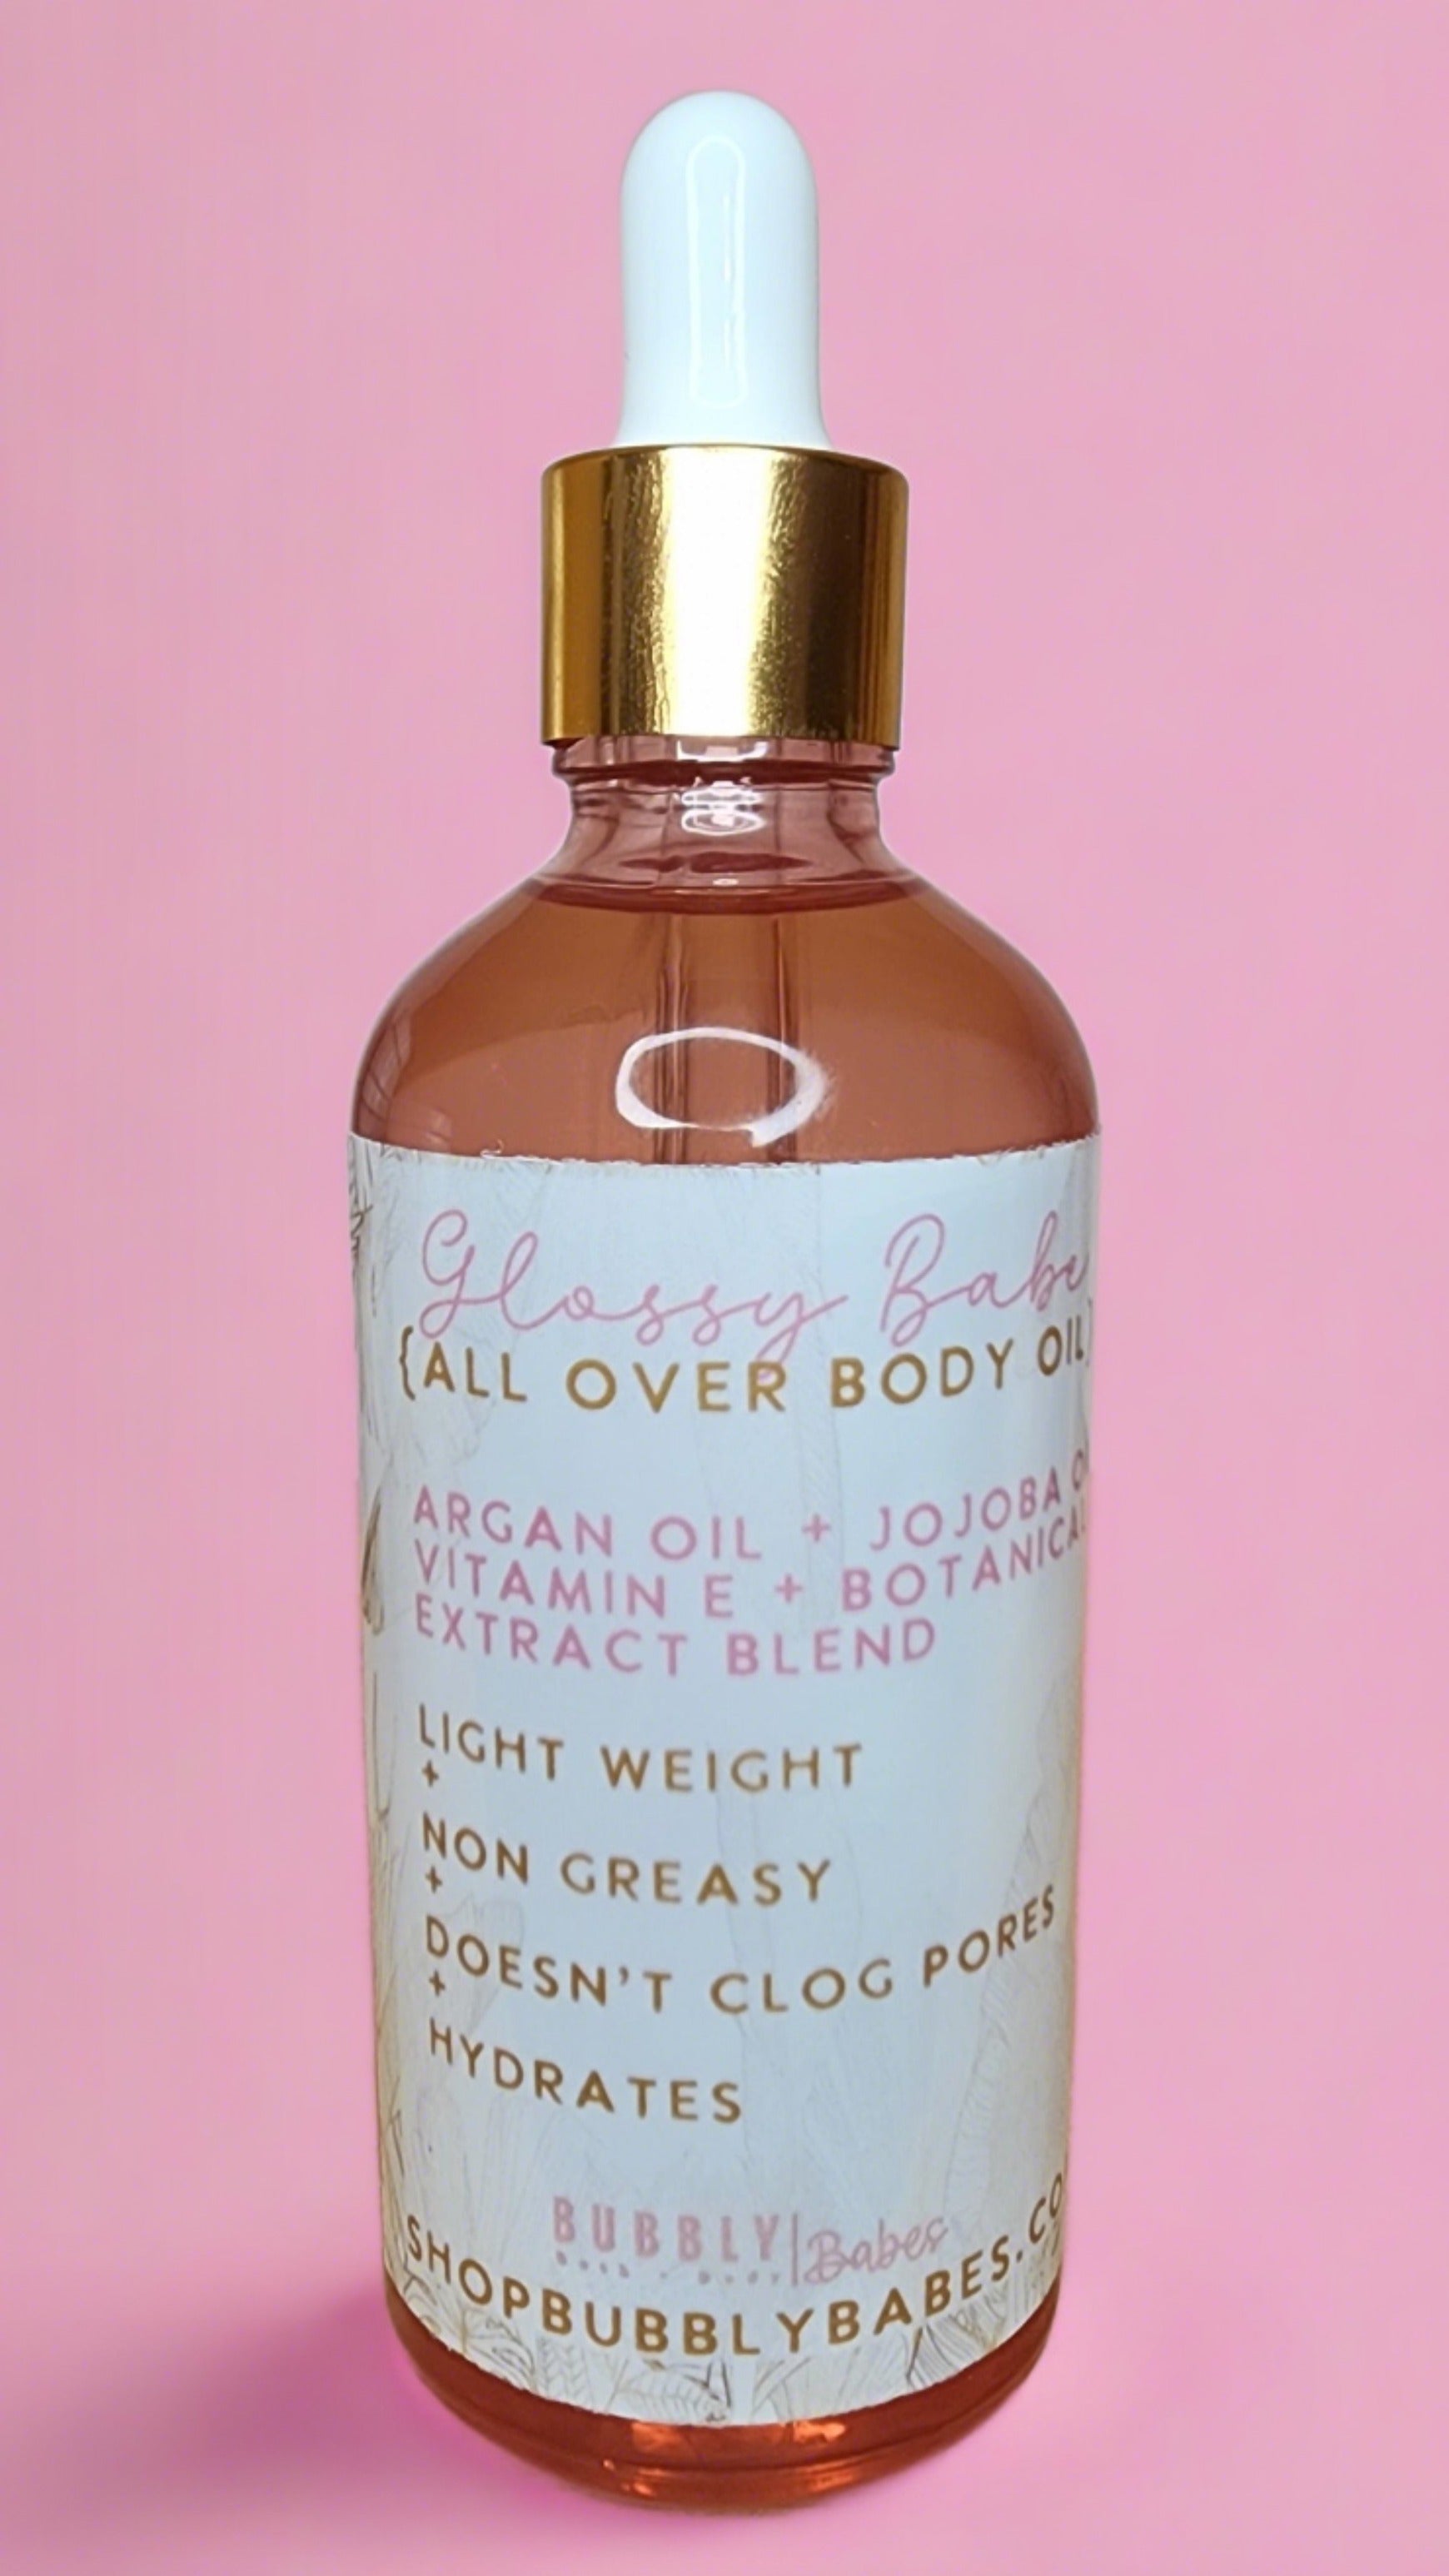 Glossy Babe
{ALL OVER BODY OIL}
ARGAN OIL + JOJOBA
VITAMIN E + BOTANICAL
EXTRACT BLEND
LIGHT WEIGHT
+
NON GREASY
+
DOESN'T CLOG PORES
+
HYDRATES
BUBBLY | Babes
SHOPBUBBLYBABES.CO